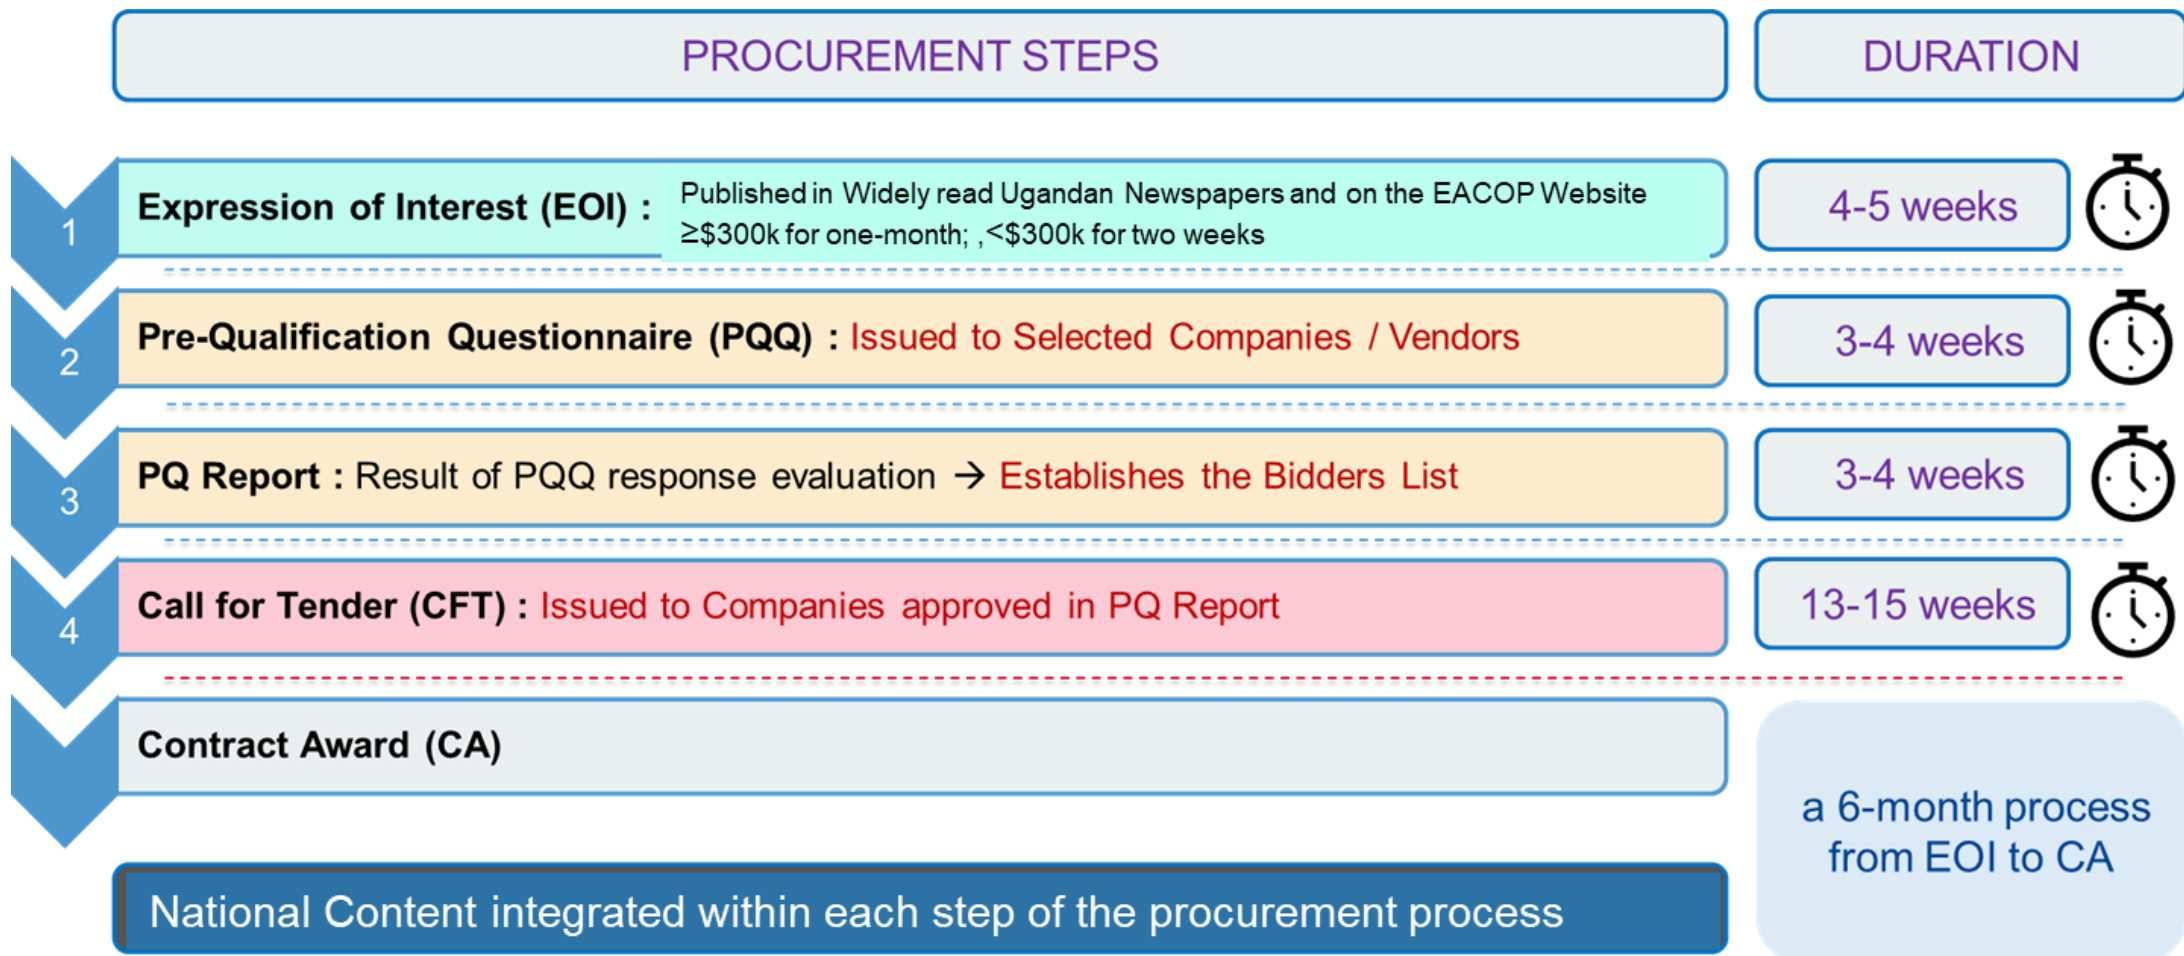 PROCUREMENT STEPS
DURATION
1
Expression of Interest (EOI) :
Published in Widely read Ugandan Newspapers and on the EACOP Website
≥$300k for one-month; ,<$300k for two weeks
4-5 weeks
2
Pre-Qualification Questionnaire (PQQ) : Issued to Selected Companies / Vendors
3-4 weeks
3
PQ Report : Result of PQQ response evaluation → Establishes the Bidders List
3-4 weeks
4
Call for Tender (CFT) : Issued to Companies approved in PQ Report
13-15 weeks
Contract Award (CA)
a 6-month process
from EOI to CA
National Content integrated within each step of the procurement process